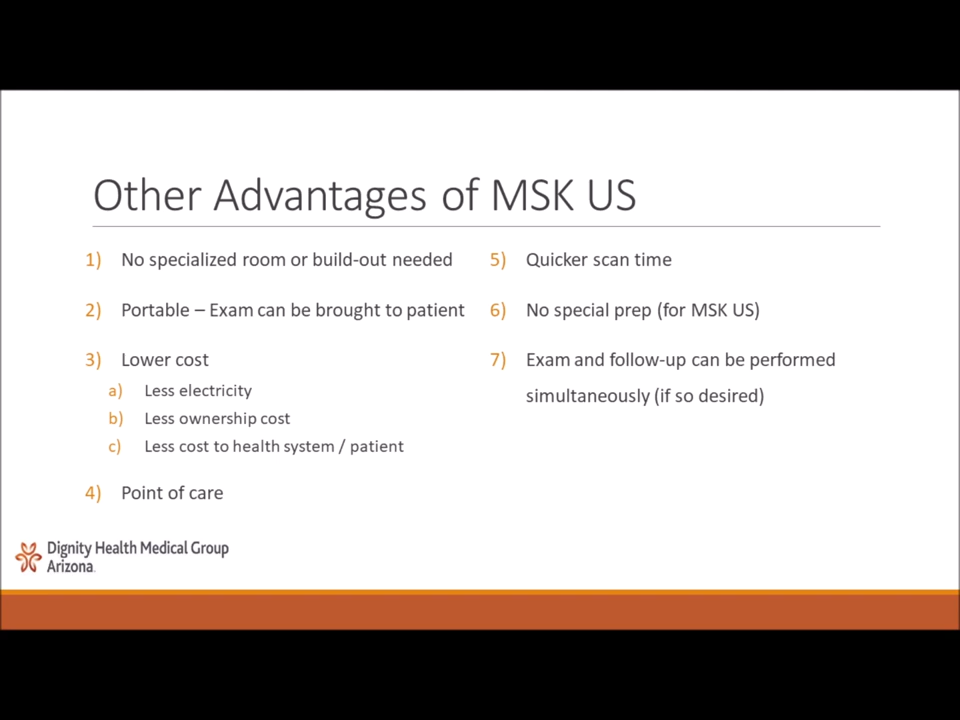 Other Advantages of MSK US
1) No specialized room or build-out needed
2) Portable – Exam can be brought to patient
3) Lower cost
a) Less electricity
b) Less ownership cost
c) Less cost to health system / patient
4) Point of care
5) Quicker scan time
6) No special prep (for MSK US)
7) Exam and follow-up can be performed
simultaneously (if so desired)
Dignity Health Medical Group
Arizona.